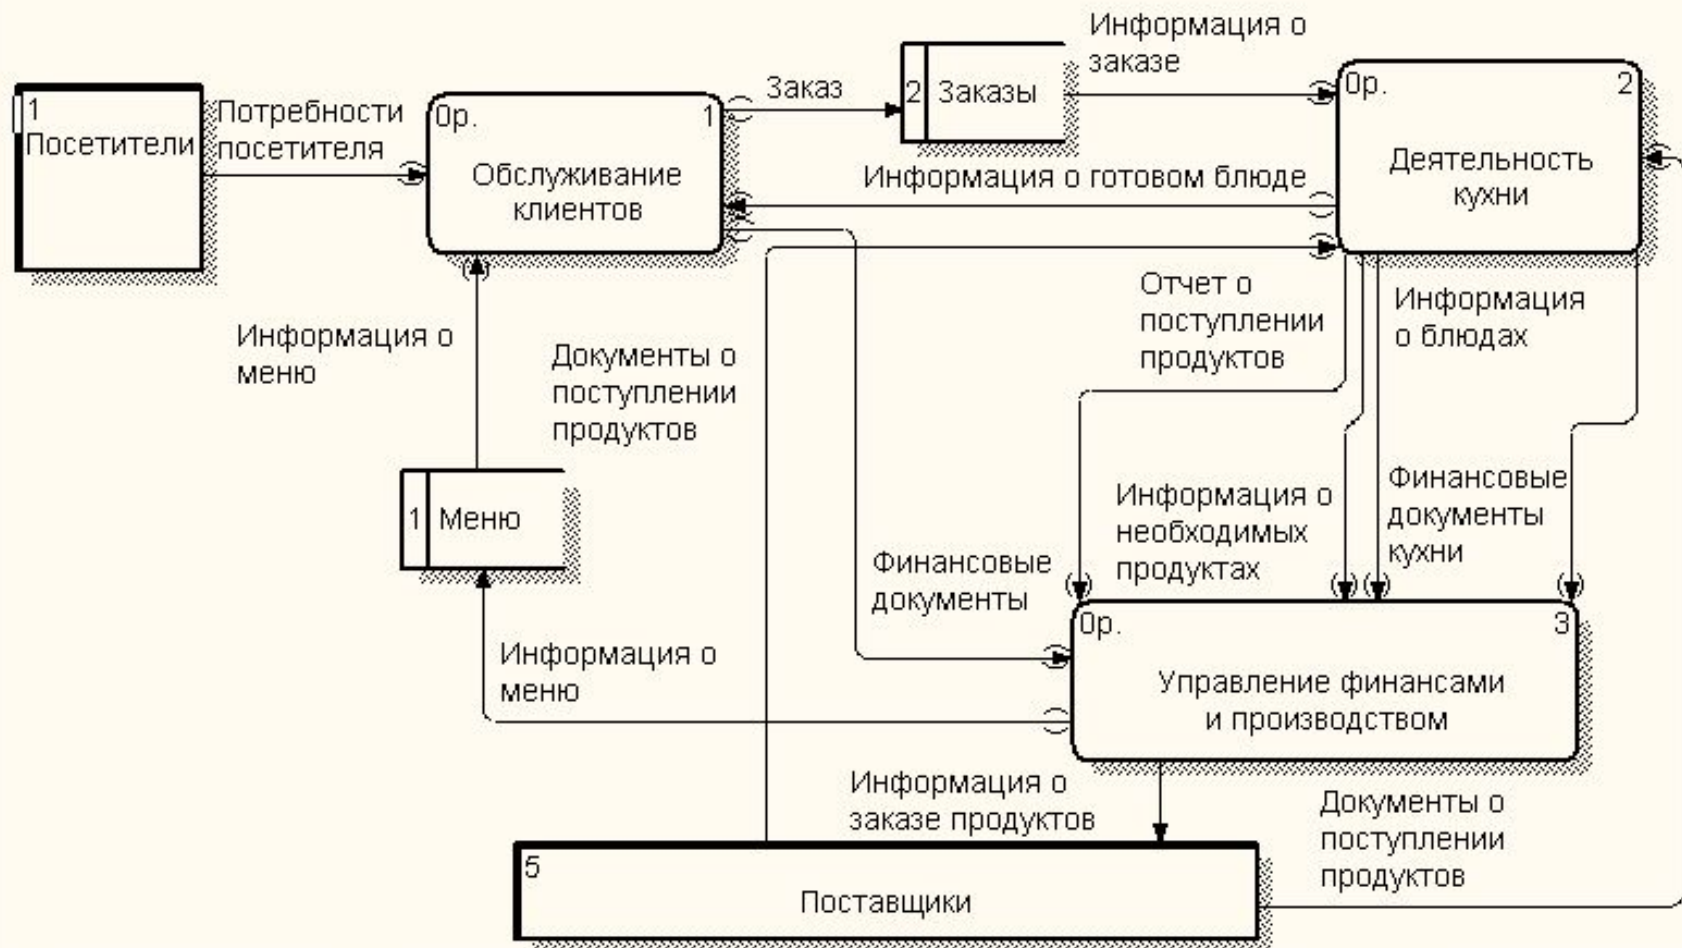 Информация о
заказе
1
Посетители
Потребности
посетителя
0р.
1
Обслуживание
клиентов
Заказ
2
Заказы
0р.
2
Деятельность
кухни
Информация о готовом блюде
Отчет о
поступлении
продуктов
Информация
о блюдах
Информация о
меню
Документы о
поступлении
продуктов
1
Меню
Информация о
необходимых
продуктах
Финансовые
документы
кухни
Финансовые
документы
0р.
3
Управление финансами
и производством
Информация о
меню
Информация о
заказе продуктов
Документы о
поступлении
продуктов
5
Поставщики